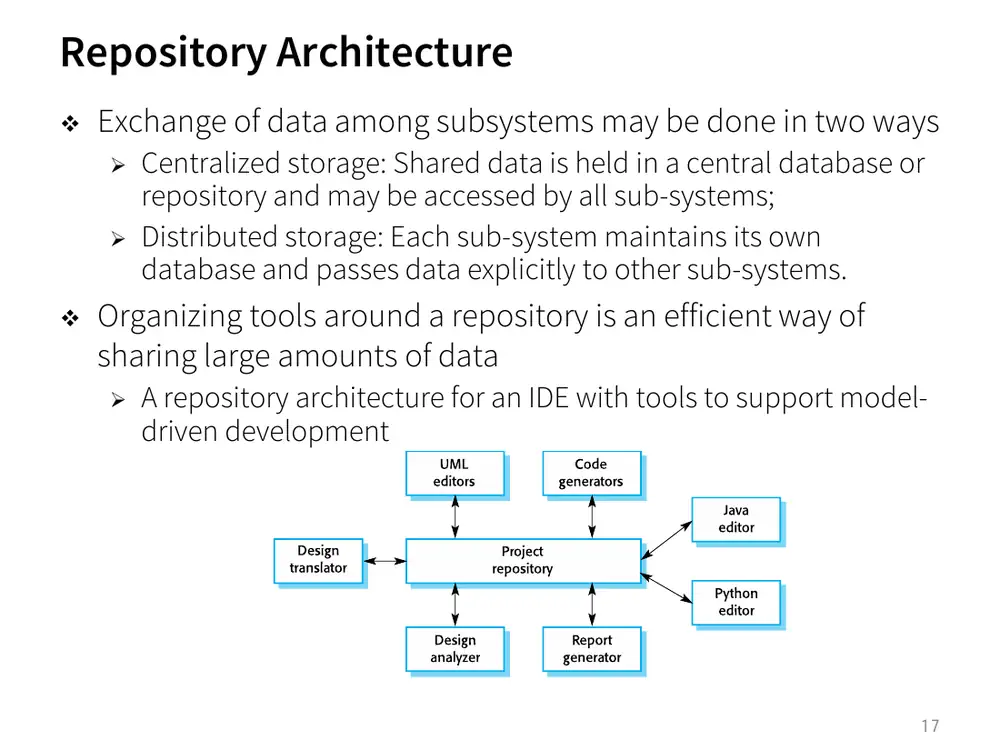 Repository Architecture
❖ Exchange of data among subsystems may be done in two ways
➢ Centralized storage: Shared data is held in a central database or
repository and may be accessed by all sub-systems;
➢ Distributed storage: Each sub-system maintains its own
database and passes data explicitly to other sub-systems.
❖ Organizing tools around a repository is an efficient way of
sharing large amounts of data
➢ A repository architecture for an IDE with tools to support model-
driven development
UML
editors
Code
generators
Java
editor
Design
translator
Project
repository
Python
editor
Design
analyzer
Report
generator
17